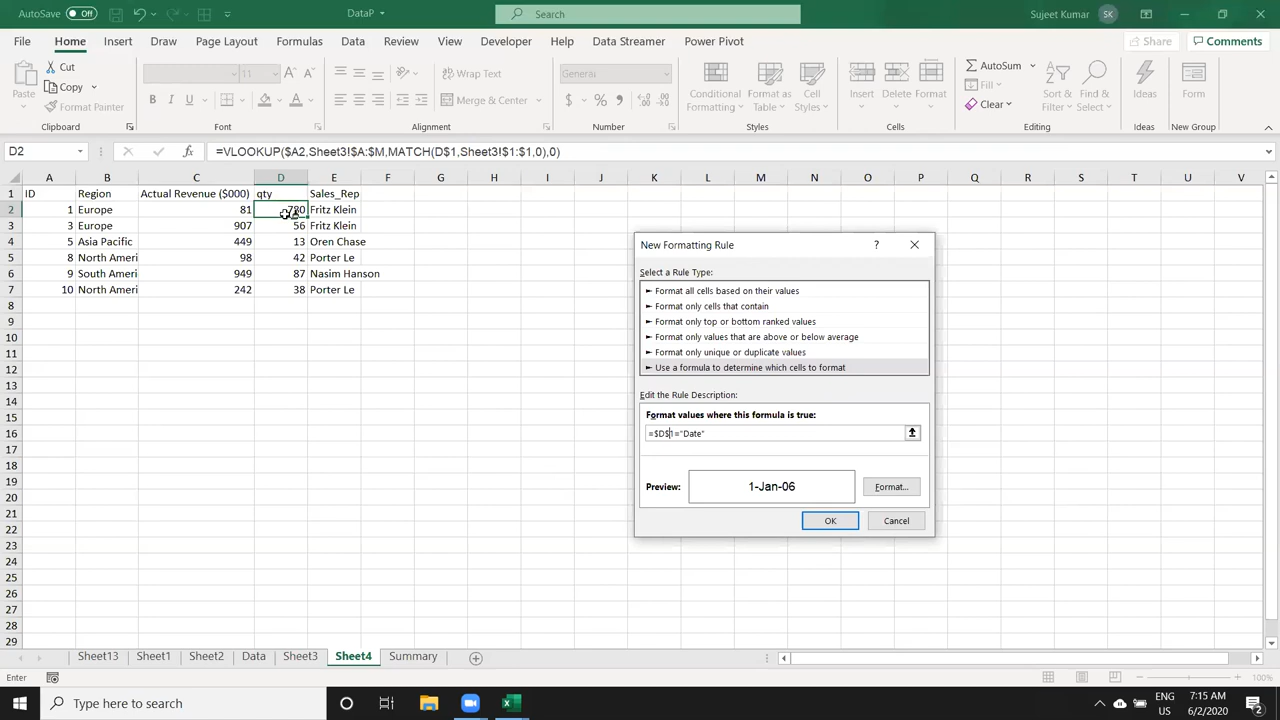 AutoSave Off DataP Search Sujeet Kumar SK
File Home Insert Draw Page Layout Formulas Data Review View Developer Help Data Streamer Power Pivot Share Comments
Paste Cut Copy Format Painter Clipboard
11 A A B I U A Font
Wrap Text Merge & Center Alignment
General $ % Number
Conditional Formatting Format as Table Cell Styles Styles
Insert Delete Format Cells
AutoSum Fill Clear Sort & Filter Find & Select Editing
Ideas Ideas
Form New Group
D2 fx =VLOOKUP($A2,Sheet3!$A:$M,MATCH(D$1,Sheet3!$1:$1,0),0)
A B C D E F G H I J K L M N O P Q R S T U V
1 ID Region Actual Revenue ($000) qty Sales_Rep
2 1 Europe 81 780 Fritz Klein
3 3 Europe 907 56 Fritz Klein
4 5 Asia Pacific 449 13 Oren Chase
5 8 North Ameri 98 42 Porter Le
6 9 South Ameri 949 87 Nasim Hanson
7 10 North Ameri 242 38 Porter Le
8
9
10
11
12
13
14
15
16
17
18
19
20
21
22
23
24
25
26
27
28
29
New Formatting Rule ?
Select a Rule Type:
► Format all cells based on their values
► Format only cells that contain
► Format only top or bottom ranked values
► Format only values that are above or below average
► Format only unique or duplicate values
► Use a formula to determine which cells to format
Edit the Rule Description:
Format values where this formula is true:
=$D$1="Date"
Preview: 1-Jan-06 Format...
OK Cancel
Sheet13 Sheet1 Sheet2 Data Sheet3 Sheet4 Summary
Enter 100%
Type here to search
ENG US
7:15 AM
6/2/2020
2